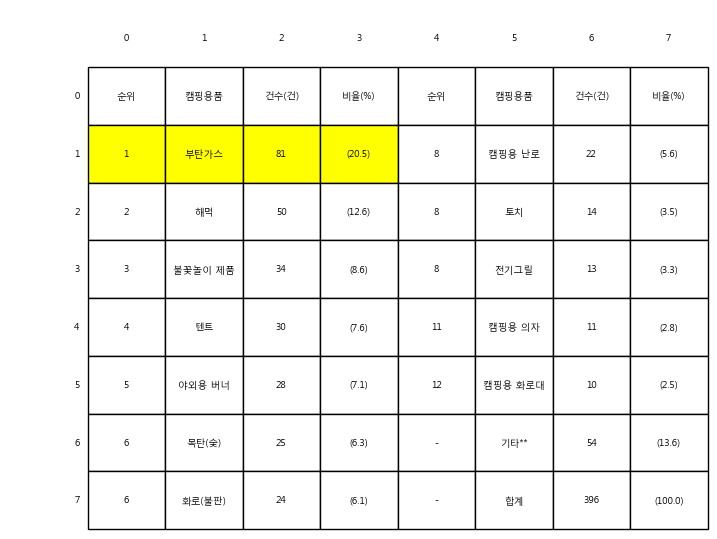 0 1 2 3 4 5 6 7
0 순위 캠핑용품 건수(건) 비율(%) 순위 캠핑용품 건수(건) 비율(%)
1 1 부탄가스 81 (20.5) 8 캠핑용 난로 22 (5.6)
2 2 해먹 50 (12.6) 8 토치 14 (3.5)
3 3 불꽃놀이 제품 34 (8.6) 8 전기그릴 13 (3.3)
4 4 텐트 30 (7.6) 11 캠핑용 의자 11 (2.8)
5 5 야외용 버너 28 (7.1) 12 캠핑용 화로대 10 (2.5)
6 6 목탄(숯) 25 (6.3) - 기타** 54 (13.6)
7 6 화로(불판) 24 (6.1) - 합계 396 (100.0)